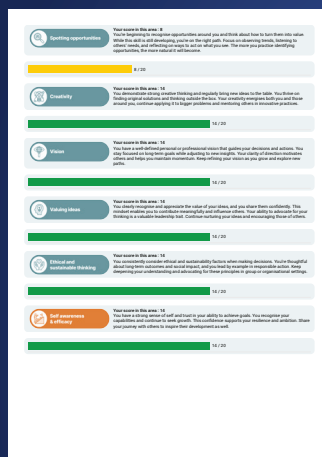 Spotting opportunities
Your score in this area : 8
You're beginning to recognise opportunities around you and think about how to turn them into value.
While this skill is still developing, you're on the right path. Focus on observing trends, listening to
others' needs, and reflecting on ways to act on what you see. The more you practise identifying
opportunities, the more natural it will become.
8 / 20
Creativity
Your score in this area : 14
You demonstrate strong creative thinking and regularly bring new ideas to the table. You thrive on
finding original solutions and thinking outside the box. Your creativity energises both you and those
around you, continue applying it to bigger problems and mentoring others in innovative practices.
14 / 20
Vision
Your score in this area : 14
You have a well-defined personal or professional vision that guides your decisions and actions. You
stay focused on long-term goals while adjusting to new insights. Your clarity of direction motivates
others and helps you maintain momentum. Keep refining your vision as you grow and explore new
paths.
14 / 20
Valuing ideas
Your score in this area : 14
You clearly recognise and appreciate the value of your ideas, and you share them confidently. This
mindset enables you to contribute meaningfully and influence others. Your ability to advocate for your
thinking is a valuable leadership trait. Continue nurturing your ideas and encouraging those of others.
14 / 20
Ethical and
sustainable thinking
Your score in this area : 14
You consistently consider ethical and sustainability factors when making decisions. You're thoughtful
about long-term outcomes and social impact, and you lead by example in responsible action. Keep
deepening your understanding and advocating for these principles in group or organisational settings.
14 / 20
Self awareness
& efficacy
Your score in this area : 14
You have a strong sense of self and trust in your ability to achieve goals. You recognise your
capabilities and continue to seek growth. This confidence supports your resilience and ambition. Share
your journey with others to inspire their development as well.
14 / 20